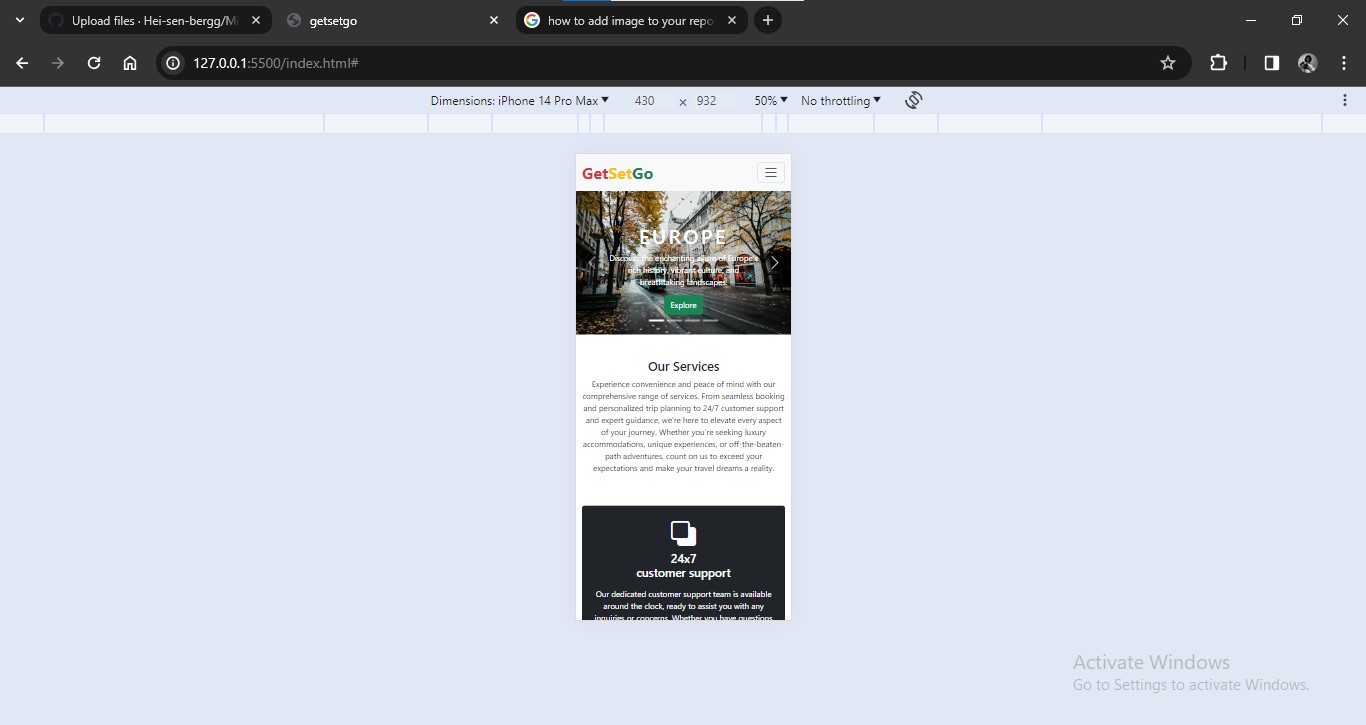 Upload files · Hei-sen-bergg/Mi
getsetgo
how to add image to your repo
127.0.0.1:5500/index.html#
Dimensions: iPhone 14 Pro Max
430 × 932
50%
No throttling
GetSetGo
EUROPE
Discover the enchanting allure of Europe's
rich history, vibrant culture, and
breathtaking landscapes.
Explore
Our Services
Experience convenience and peace of mind with our
comprehensive range of services. From seamless booking
and personalized trip planning to 24/7 customer support
and expert guidance, we're here to elevate every aspect
of your journey. Whether you're seeking luxury
accommodations, unique experiences, or off-the-beaten-
path adventures, count on us to exceed your
expectations and make your travel dreams a reality.
24x7
customer support
Our dedicated customer support team is available
around the clock, ready to assist you with any
inquiries or concerns. Whether you have questions
Activate Windows
Go to Settings to activate Windows.